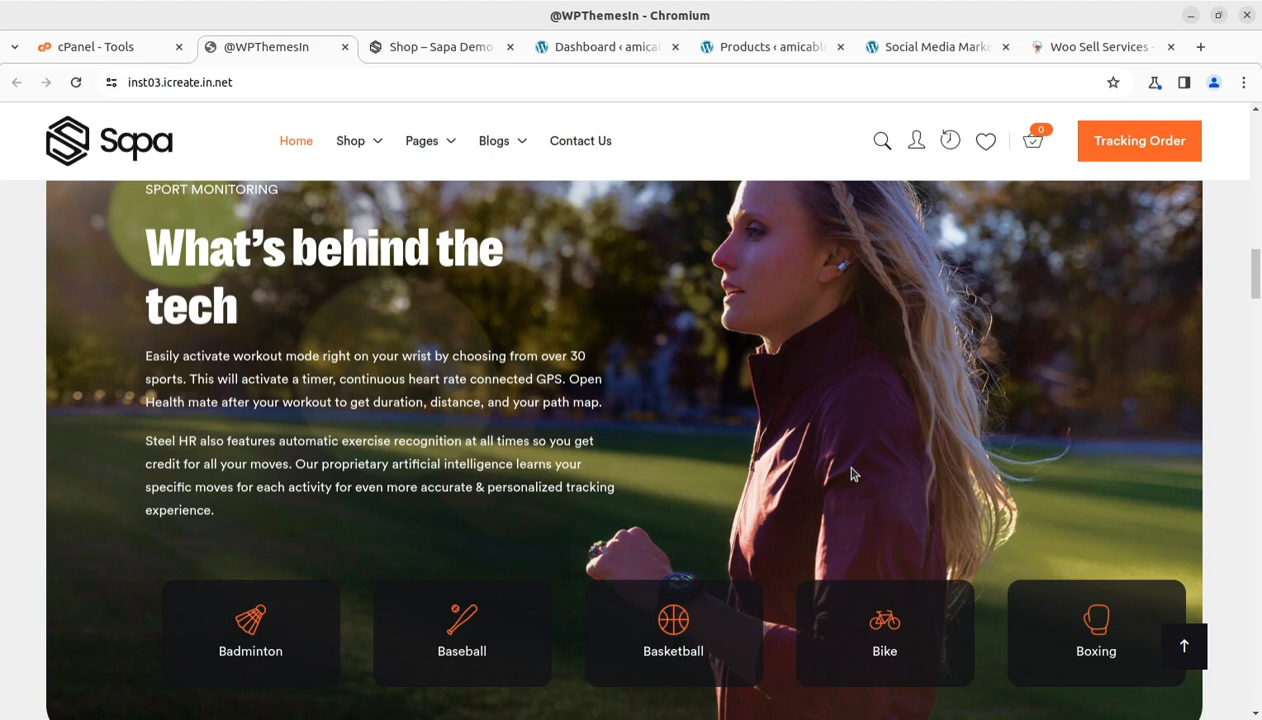 @WPThemesIn - Chromium
cPanel - Tools
@WPThemesIn
Shop – Sapa Demo
Dashboard ‹ amical
Products ‹ amicable
Social Media Marke
Woo Sell Services -
inst03.icreate.in.net
Sapa
Home
Shop
Pages
Blogs
Contact Us
0
Tracking Order
SPORT MONITORING
What's behind the
tech
Easily activate workout mode right on your wrist by choosing from over 30
sports. This will activate a timer, continuous heart rate connected GPS. Open
Health mate after your workout to get duration, distance, and your path map.
Steel HR also features automatic exercise recognition at all times so you get
credit for all your moves. Our proprietary artificial intelligence learns your
specific moves for each activity for even more accurate & personalized tracking
experience.
Badminton
Baseball
Basketball
Bike
Boxing